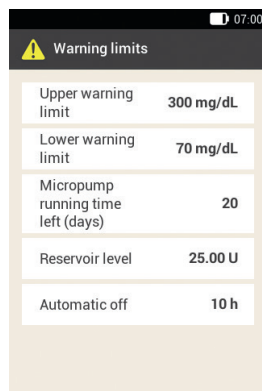 07:00
Warning limits
Upper warning
limit
300 mg/dL
Lower warning
limit
70 mg/dL
Micropump
running time
left (days)
20
Reservoir level
25.00 U
Automatic off
10 h